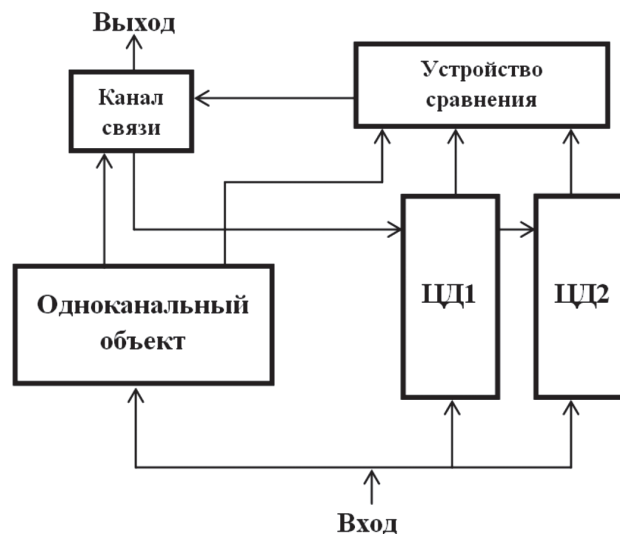 Выход
Канал
связи
Устройство
сравнения
Одноканальный
объект
ЦД1
ЦД2
Вход